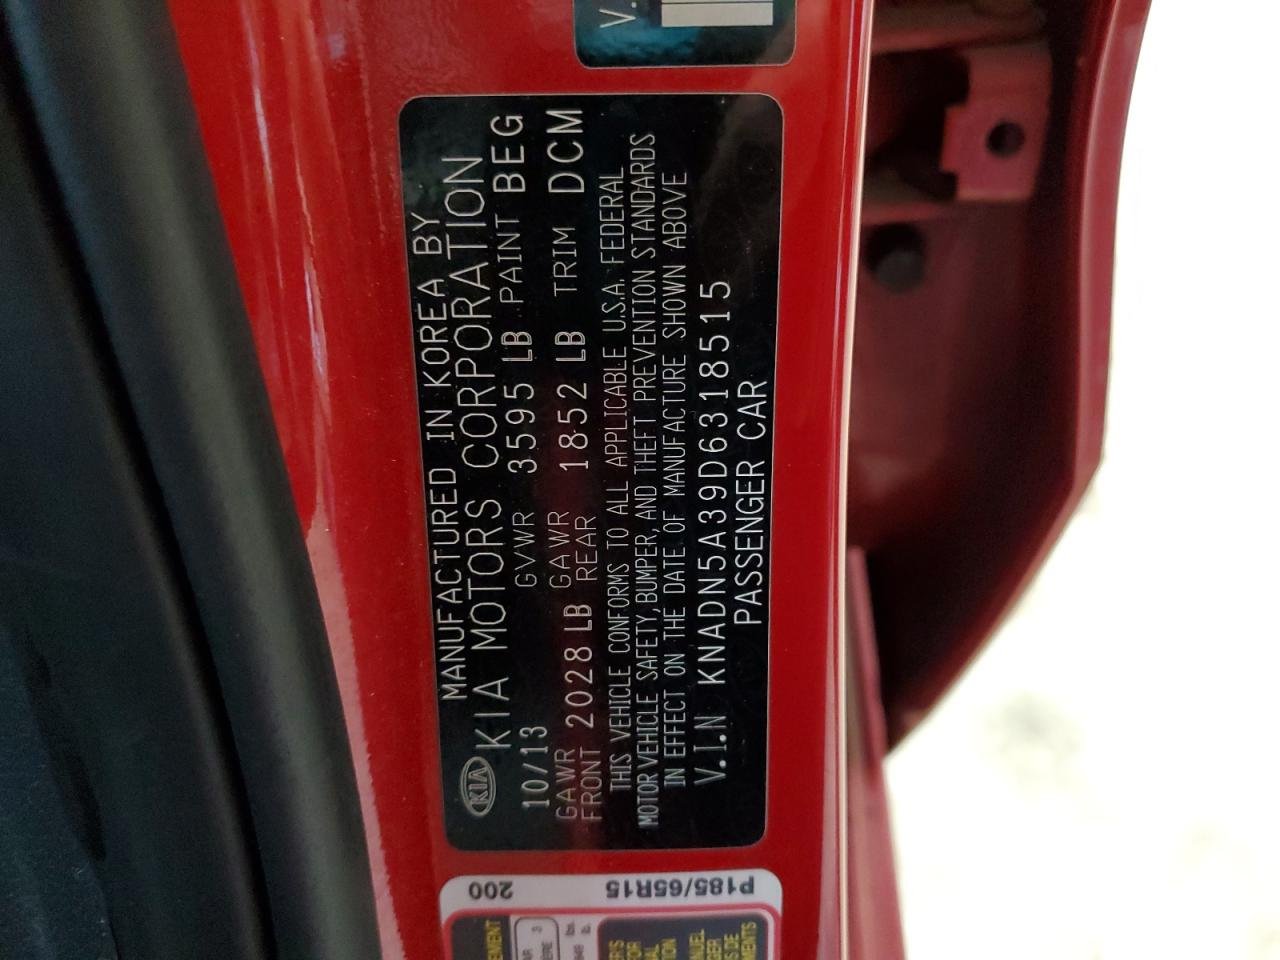 V.
MANUFACTURED IN KOREA BY
KIA KIA MOTORS CORPORATION
10/13 GVWR 3595 LB PAINT BEG
GAWR FRONT 2028 LB GAWR REAR 1852 LB TRIM DCM
THIS VEHICLE CONFORMS TO ALL APPLICABLE U.S.A. FEDERAL
MOTOR VEHICLE SAFETY, BUMPER, AND THEFT PREVENTION STANDARDS
IN EFFECT ON THE DATE OF MANUFACTURE SHOWN ABOVE
V.I.N KNADN5A39D6318515
PASSENGER CAR
P185/65R15
200